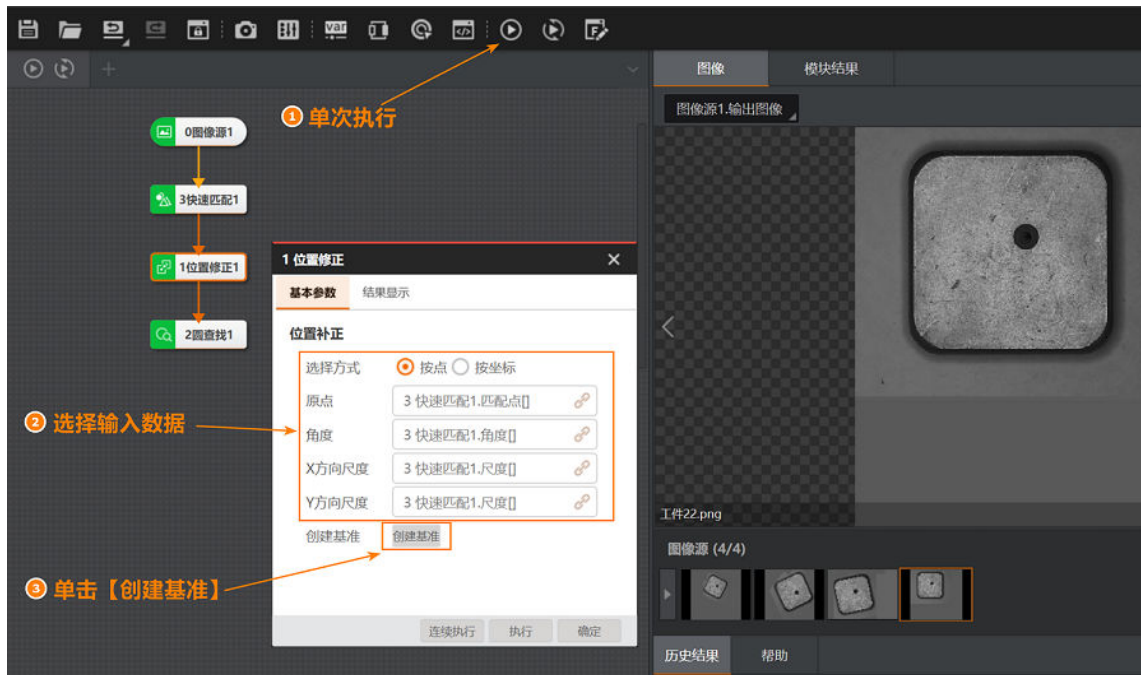 var
图像
模块结果
① 单次执行
图像源1.输出图像
0图像源1
3快速匹配1
1位置修正1
2圆查找1
1 位置修正
基本参数 结果显示
位置补正
选择方式 按点 按坐标
原点 3 快速匹配1.匹配点[]
② 选择输入数据
角度 3 快速匹配1.角度[]
X方向尺度 3 快速匹配1.尺度[]
Y方向尺度 3 快速匹配1.尺度[]
创建基准 创建基准
③ 单击【创建基准】
连续执行 执行 确定
工件22.png
图像源 (4/4)
历史结果 帮助